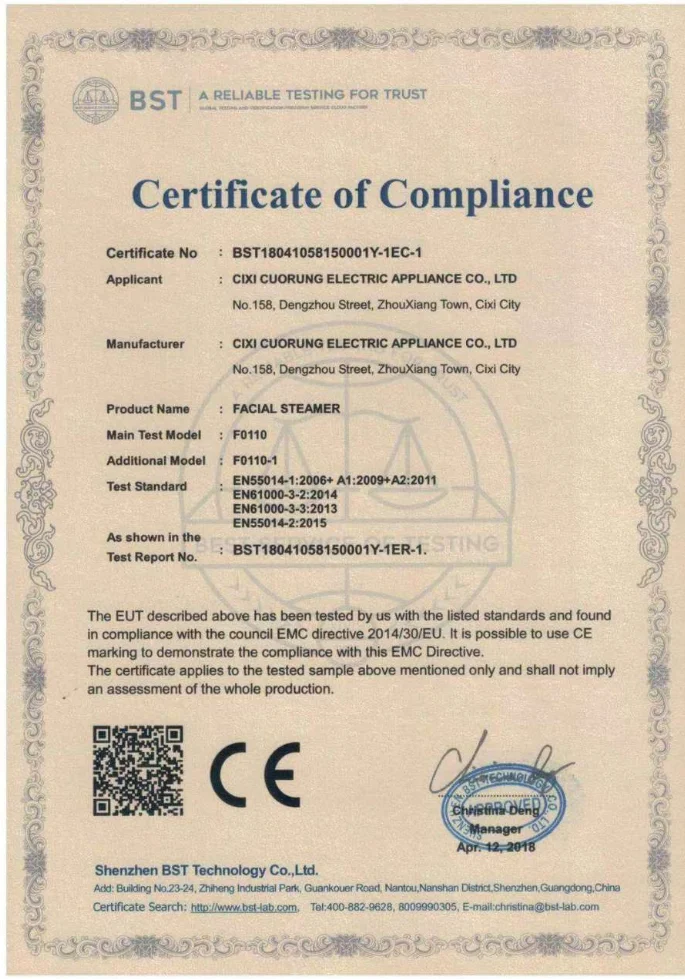 BST A RELIABLE TESTING FOR TRUST
Certificate of Compliance
Certificate No : BST18041058150001Y-1EC-1
Applicant : CIXI CUORUNG ELECTRIC APPLIANCE CO., LTD
No.158, Dengzhou Street, ZhouXiang Town, Cixi City
Manufacturer : CIXI CUORUNG ELECTRIC APPLIANCE CO., LTD
No.158, Dengzhou Street, ZhouXiang Town, Cixi City
Product Name : FACIAL STEAMER
Main Test Model : F0110
Additional Model : F0110-1
Test Standard : EN55014-1:2006+ A1:2009+A2:2011
EN61000-3-2:2014
EN61000-3-3:2013
EN55014-2:2015
As shown in the
Test Report No. : BST18041058150001Y-1ER-1.
BEST SERVICE OF TESTING
The EUT described above has been tested by us with the listed standards and found
in compliance with the council EMC directive 2014/30/EU. It is possible to use CE
marking to demonstrate the compliance with this EMC Directive.
The certificate applies to the tested sample above mentioned only and shall not imply
an assessment of the whole production.
CE
SHENZHEN BST TECHNOLOGY CO., LTD.
APPROVED
Christina Deng
Manager
Apr. 12, 2018
Shenzhen BST Technology Co.,Ltd.
Add: Building No.23-24, Zhiheng Industrial Park, Guankouer Road, Nantou,Nanshan District,Shenzhen,Guangdong,China
Certificate Search: http://www.bst-lab.com, Tel:400-882-9628, 8009990305, E-mail:christina@bst-lab.com